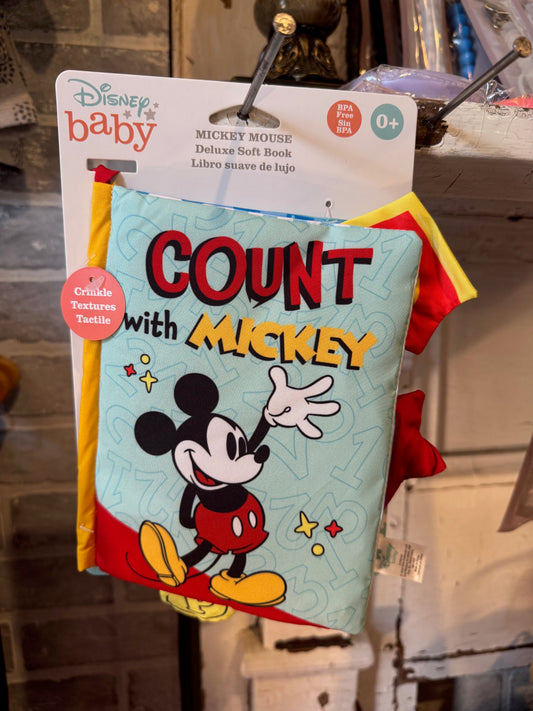 Disney
baby
MICKEY MOUSE
Deluxe Soft Book
Libro suave de lujo
BPA
Free
Sin
BPA
0+
COUNT
with MICKEY
Crinkle
Textures
Tactile